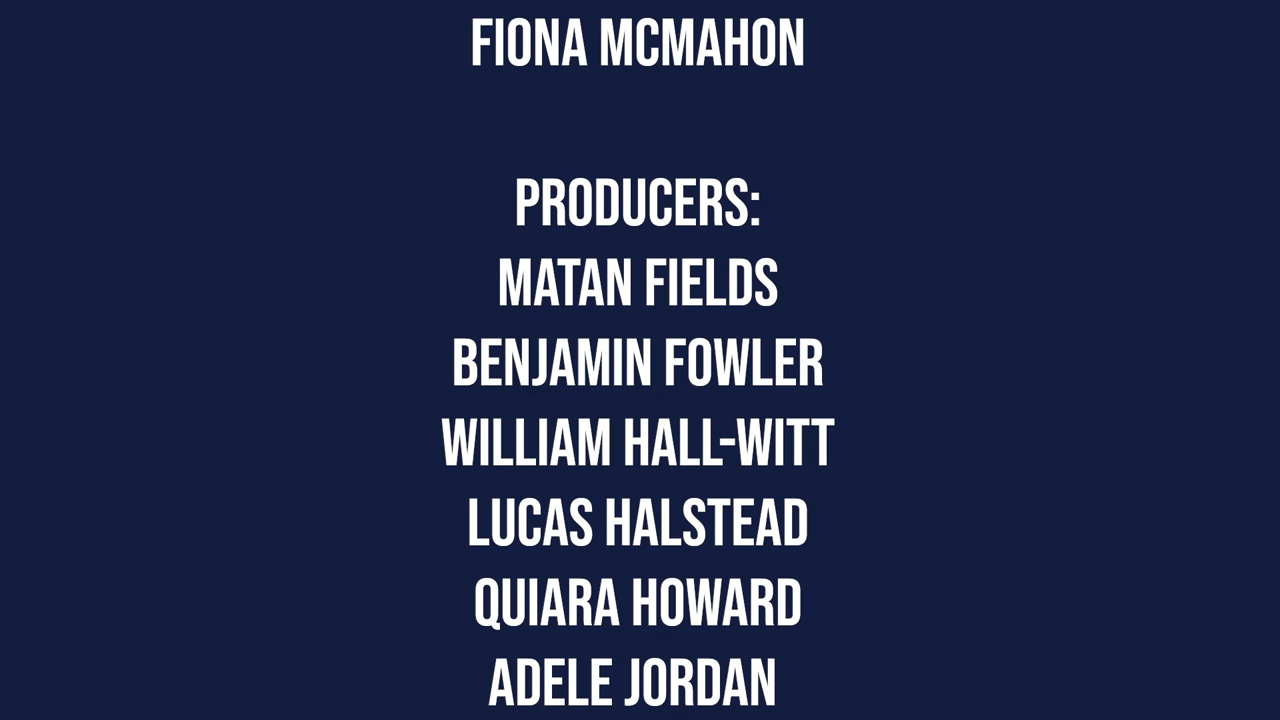 FIONA MCMAHON
PRODUCERS:
MATAN FIELDS
BENJAMIN FOWLER
WILLIAM HALL-WITT
LUCAS HALSTEAD
QUIARA HOWARD
ADELE JORDAN